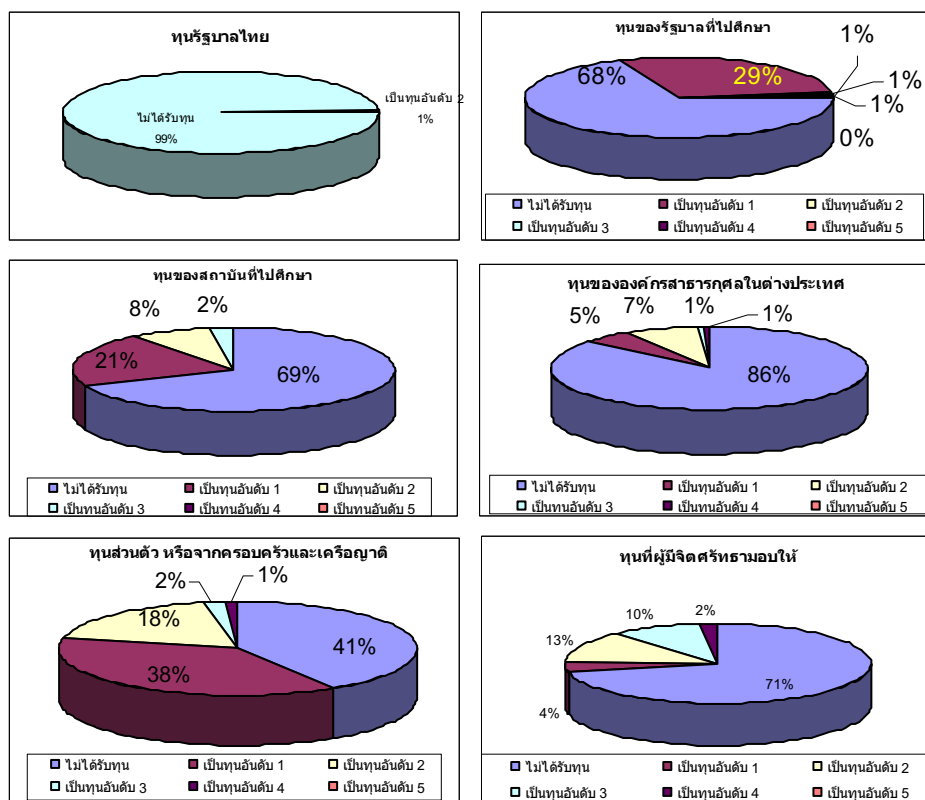 ทุนรัฐบาลไทย
เป็นทุนอันดับ 2
1%
ไม่ได้รับทุน
99%
ทุนของรัฐบาลที่ไปศึกษา
1%
68%
29%
1%
1%
0%
ไม่ได้รับทุน เป็นทุนอันดับ 1 เป็นทุนอันดับ 2
เป็นทุนอันดับ 3 เป็นทุนอันดับ 4 เป็นทุนอันดับ 5
ทุนของสถาบันที่ไปศึกษา
8%
2%
21%
69%
ไม่ได้รับทุน เป็นทุนอันดับ 1 เป็นทุนอันดับ 2
เป็นทุนอันดับ 3 เป็นทุนอันดับ 4 เป็นทุนอันดับ 5
ทุนขององค์กรสาธารกุศลในต่างประเทศ
5%
7%
1%
1%
86%
ไม่ได้รับทุน เป็นทุนอันดับ 1 เป็นทุนอันดับ 2
เป็นทุนอันดับ 3 เป็นทุนอันดับ 4 เป็นทุนอันดับ 5
ทุนส่วนตัว หรือจากครอบครัวและเครือญาติ
2%
1%
18%
41%
38%
ไม่ได้รับทุน เป็นทุนอันดับ 1 เป็นทุนอันดับ 2
เป็นทุนอันดับ 3 เป็นทุนอันดับ 4 เป็นทุนอันดับ 5
ทุนที่ผู้มีจิตศรัทธามอบให้
10%
2%
13%
71%
4%
ไม่ได้รับทุน เป็นทุนอันดับ 1 เป็นทุนอันดับ 2
เป็นทุนอันดับ 3 เป็นทุนอันดับ 4 เป็นทุนอันดับ 5